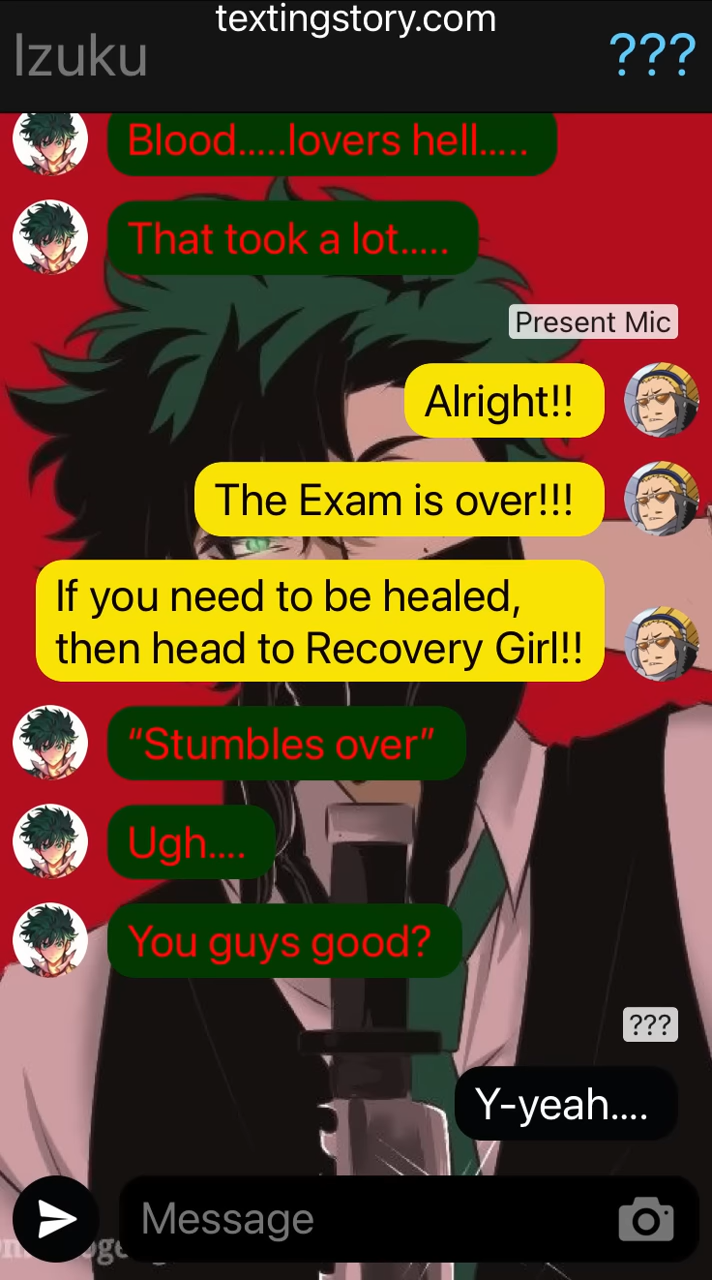 textingstory.com
Izuku
???
Blood.....lovers hell.....
That took a lot.....
Present Mic
Alright!!
The Exam is over!!!
If you need to be healed,
then head to Recovery Girl!!
“Stumbles over”
Ugh....
You guys good?
???
Y-yeah....
Message